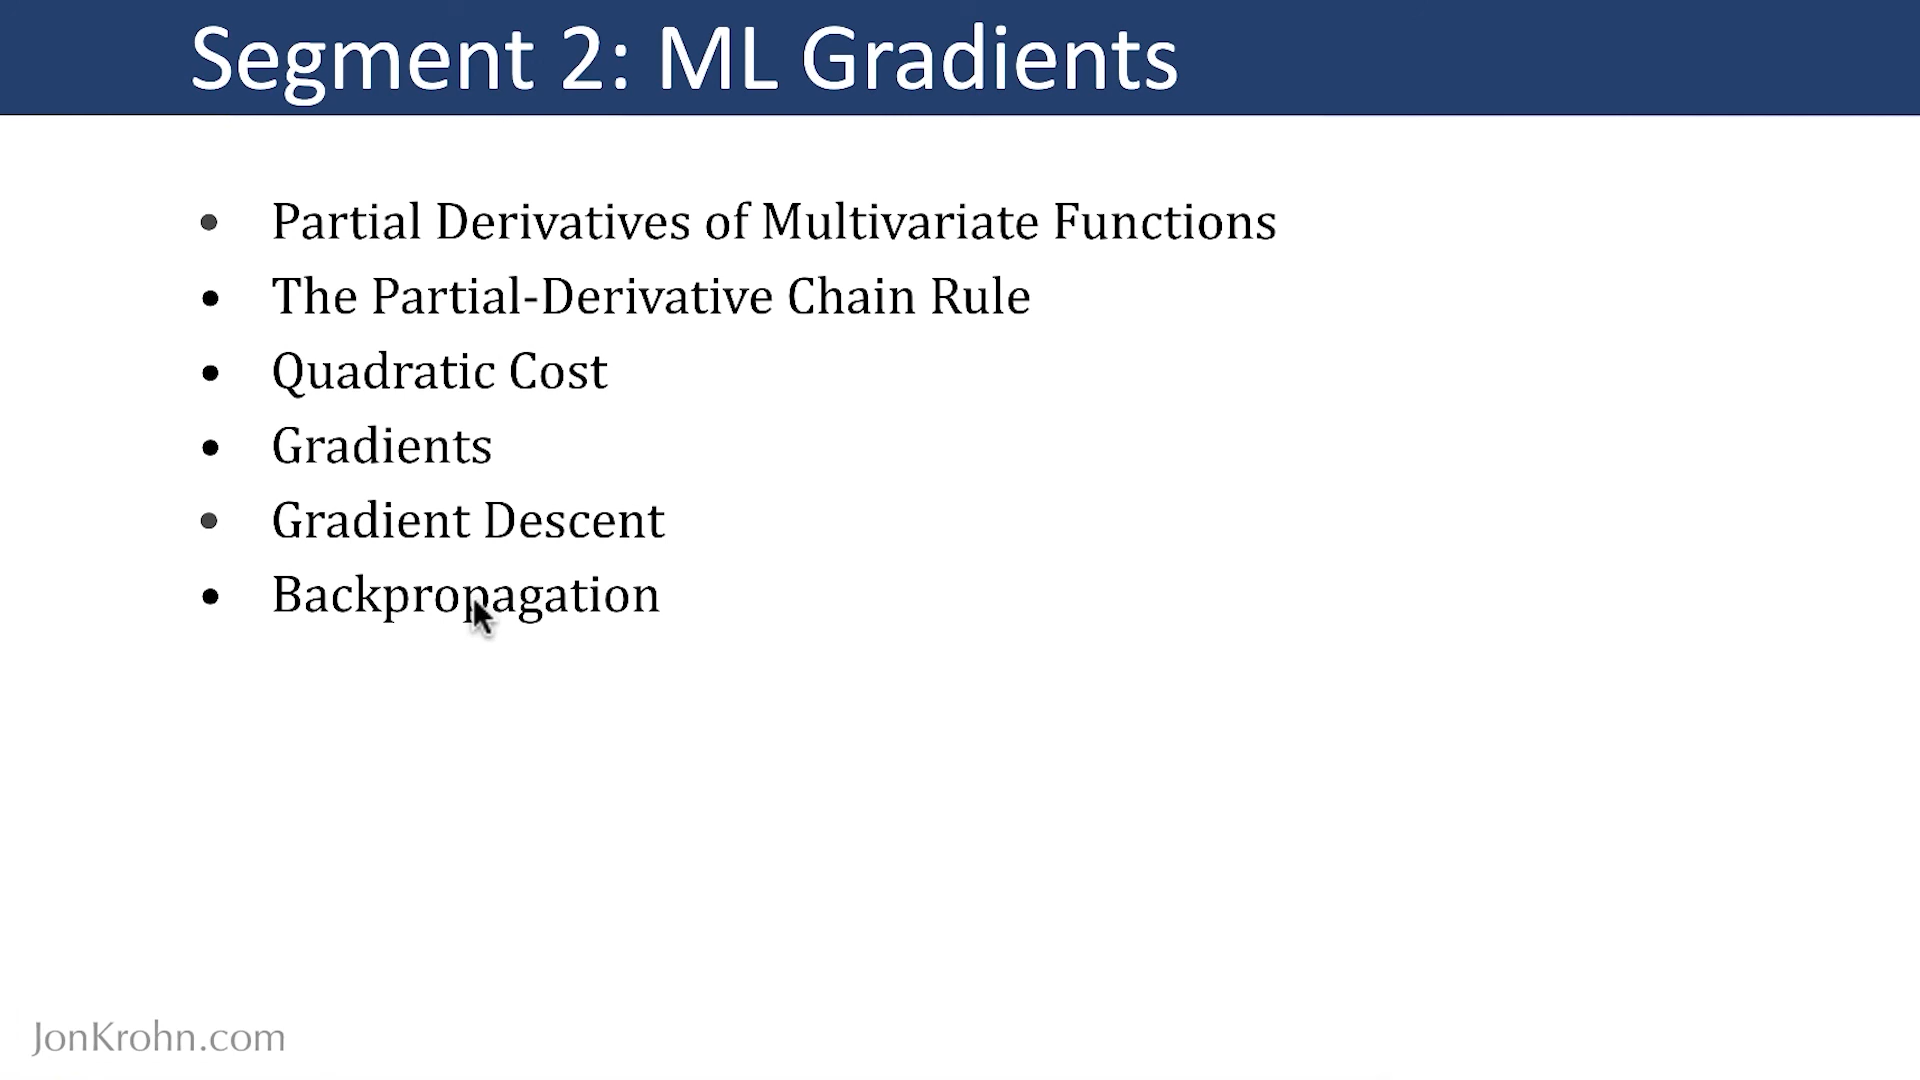 Segment 2: ML Gradients
• Partial Derivatives of Multivariate Functions
• The Partial-Derivative Chain Rule
• Quadratic Cost
• Gradients
• Gradient Descent
• Backpropagation
JonKrohn.com